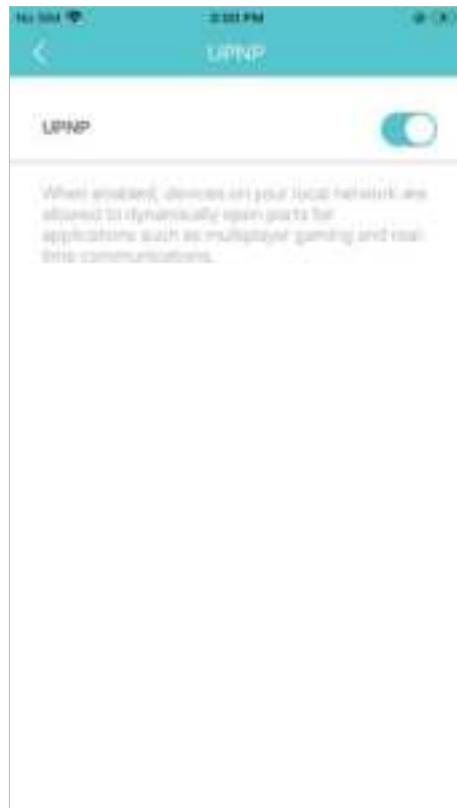 No SIM
UPNP
UPNP
When enabled, devices on your local network are
allowed to dynamically open ports for
applications such as multiplayer gaming and real-
time communications.